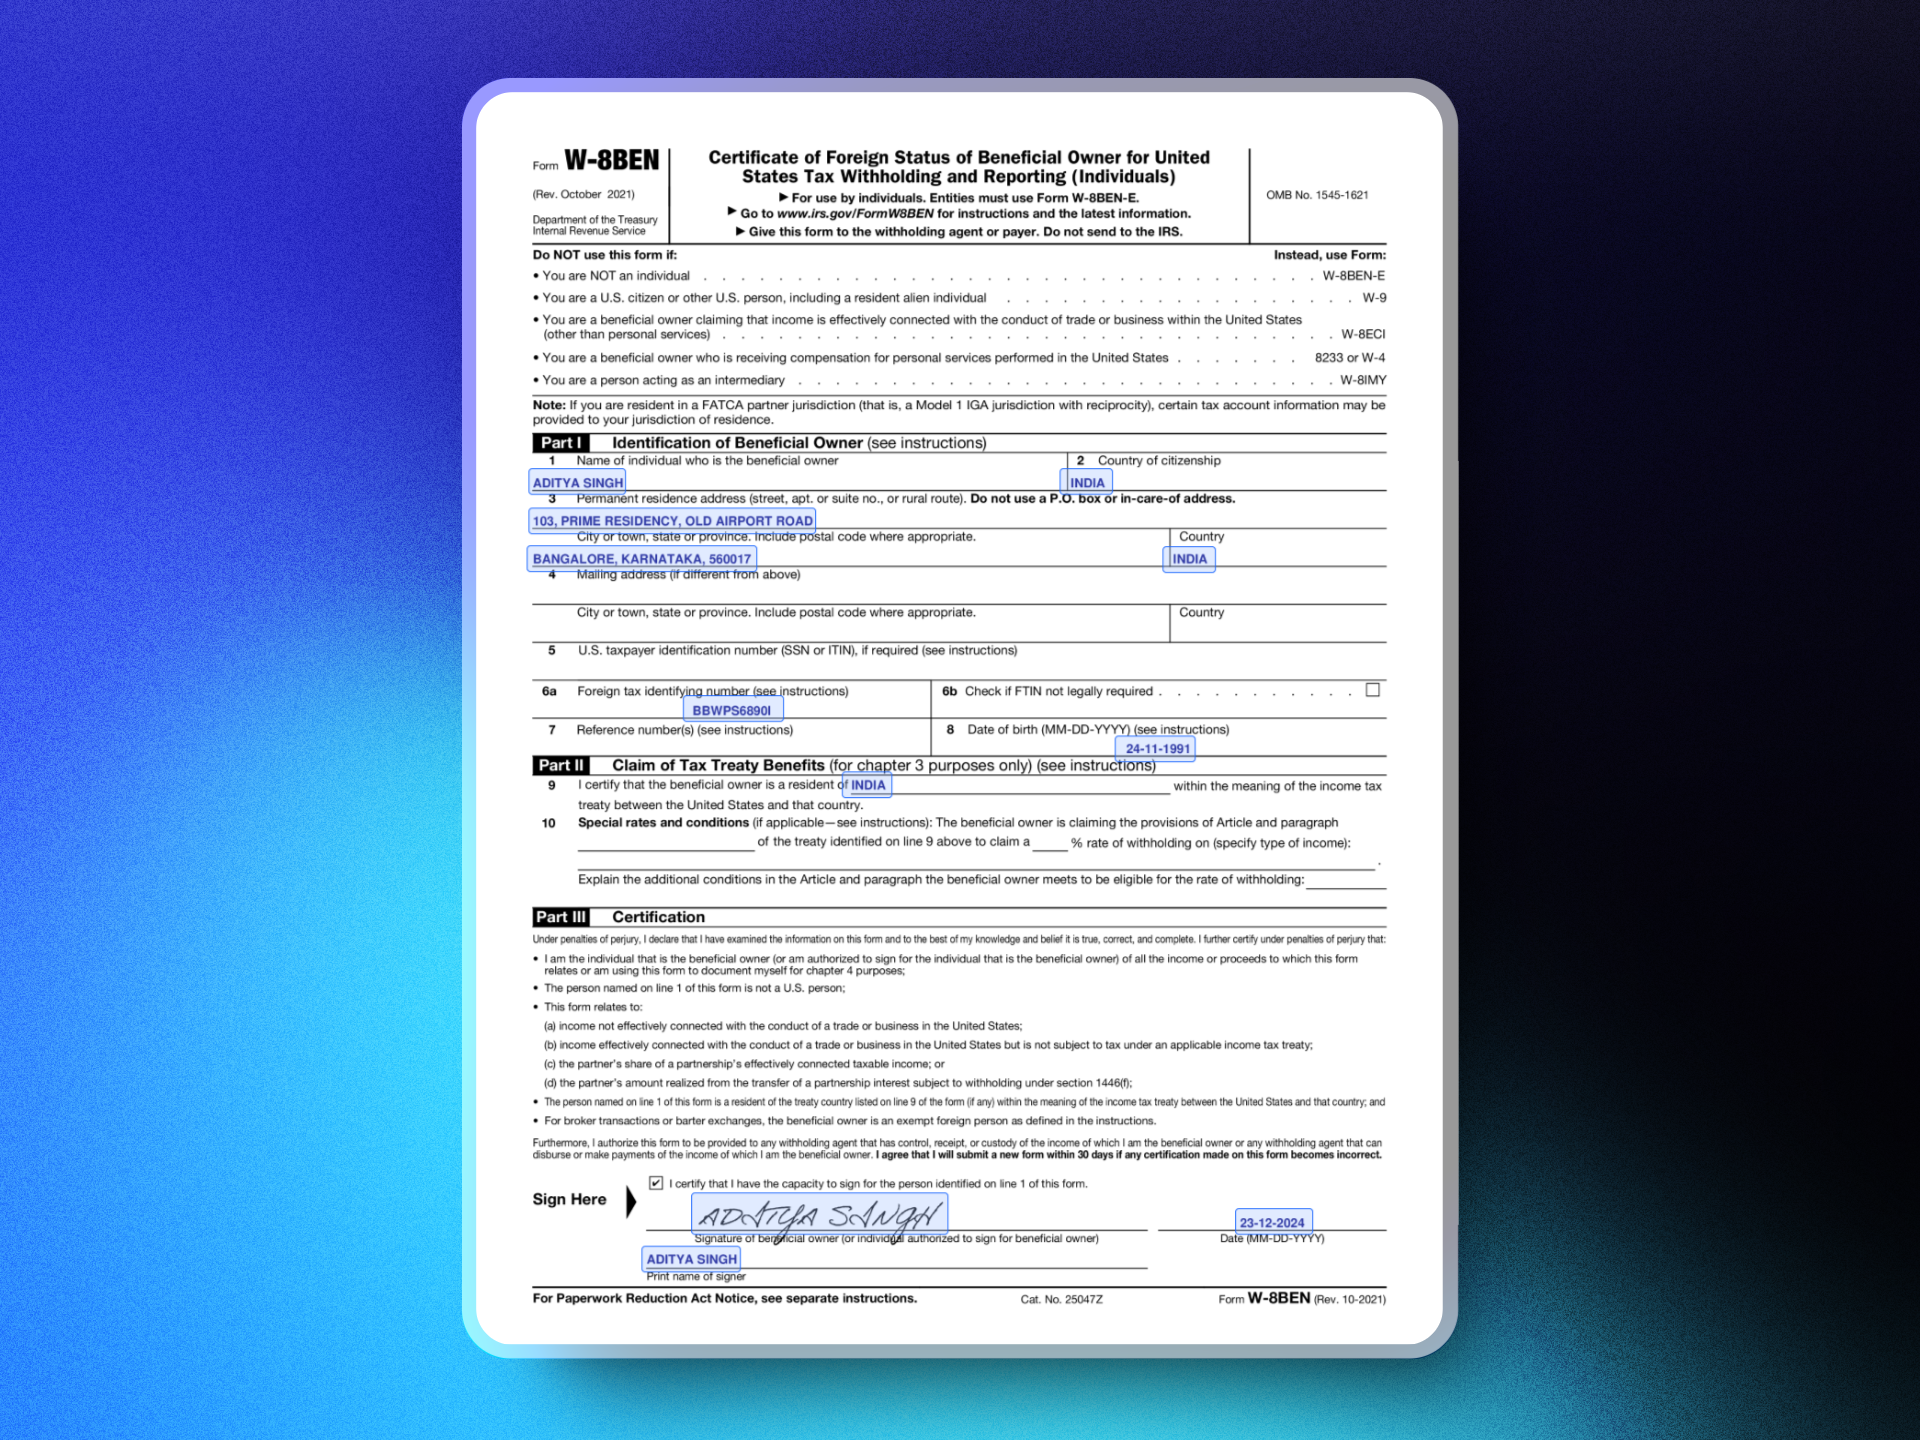 Form W-8BEN
(Rev. October 2021)
Department of the Treasury
Internal Revenue Service
Certificate of Foreign Status of Beneficial Owner for United
States Tax Withholding and Reporting (Individuals)
▶ For use by individuals. Entities must use Form W-8BEN-E.
▶ Go to www.irs.gov/FormW8BEN for instructions and the latest information.
▶ Give this form to the withholding agent or payer. Do not send to the IRS.
OMB No. 1545-1621
Do NOT use this form if: Instead, use Form:
• You are NOT an individual . . . . . . . . . . . . . . . . . . . . W-8BEN-E
• You are a U.S. citizen or other U.S. person, including a resident alien individual . . . . . . . . . . . . . . . W-9
• You are a beneficial owner claiming that income is effectively connected with the conduct of trade or business within the United States
(other than personal services) . . . . . . . . . . . . . . . . . . . . W-8ECI
• You are a beneficial owner who is receiving compensation for personal services performed in the United States . . . . . . . 8233 or W-4
• You are a person acting as an intermediary . . . . . . . . . . . . . . . . . . W-8IMY
Note: If you are resident in a FATCA partner jurisdiction (that is, a Model 1 IGA jurisdiction with reciprocity), certain tax account information may be
provided to your jurisdiction of residence.
Part I Identification of Beneficial Owner (see instructions)
1 Name of individual who is the beneficial owner
ADITYA SINGH
2 Country of citizenship
INDIA
3 Permanent residence address (street, apt. or suite no., or rural route). Do not use a P.O. box or in-care-of address.
103, PRIME RESIDENCY, OLD AIRPORT ROAD
City or town, state or province. Include postal code where appropriate.
BANGALORE, KARNATAKA, 560017
Country
INDIA
4 Mailing address (if different from above)
City or town, state or province. Include postal code where appropriate.
Country
5 U.S. taxpayer identification number (SSN or ITIN), if required (see instructions)
6a Foreign tax identifying number (see instructions)
BBWPS6890I
6b Check if FTIN not legally required . . . . . . . . . . .
7 Reference number(s) (see instructions)
8 Date of birth (MM-DD-YYYY) (see instructions)
24-11-1991
Part II Claim of Tax Treaty Benefits (for chapter 3 purposes only) (see instructions)
9 I certify that the beneficial owner is a resident of INDIA within the meaning of the income tax
treaty between the United States and that country.
10 Special rates and conditions (if applicable—see instructions): The beneficial owner is claiming the provisions of Article and paragraph
of the treaty identified on line 9 above to claim a % rate of withholding on (specify type of income):
.
Explain the additional conditions in the Article and paragraph the beneficial owner meets to be eligible for the rate of withholding:
Part III Certification
Under penalties of perjury, I declare that I have examined the information on this form and to the best of my knowledge and belief it is true, correct, and complete. I further certify under penalties of perjury that:
• I am the individual that is the beneficial owner (or am authorized to sign for the individual that is the beneficial owner) of all the income or proceeds to which this form
relates or am using this form to document myself for chapter 4 purposes;
• The person named on line 1 of this form is not a U.S. person;
• This form relates to:
(a) income not effectively connected with the conduct of a trade or business in the United States;
(b) income effectively connected with the conduct of a trade or business in the United States but is not subject to tax under an applicable income tax treaty;
(c) the partner's share of a partnership's effectively connected taxable income; or
(d) the partner's amount realized from the transfer of a partnership interest subject to withholding under section 1446(f);
• The person named on line 1 of this form is a resident of the treaty country listed on line 9 of the form (if any) within the meaning of the income tax treaty between the United States and that country; and
• For broker transactions or barter exchanges, the beneficial owner is an exempt foreign person as defined in the instructions.
Furthermore, I authorize this form to be provided to any withholding agent that has control, receipt, or custody of the income of which I am the beneficial owner or any withholding agent that can
disburse or make payments of the income of which I am the beneficial owner. I agree that I will submit a new form within 30 days if any certification made on this form becomes incorrect.
Sign Here
✔ I certify that I have the capacity to sign for the person identified on line 1 of this form.
ADITYA SINGH
Signature of beneficial owner (or individual authorized to sign for beneficial owner)
23-12-2024
Date (MM-DD-YYYY)
ADITYA SINGH
Print name of signer
For Paperwork Reduction Act Notice, see separate instructions. Cat. No. 25047Z Form W-8BEN (Rev. 10-2021)